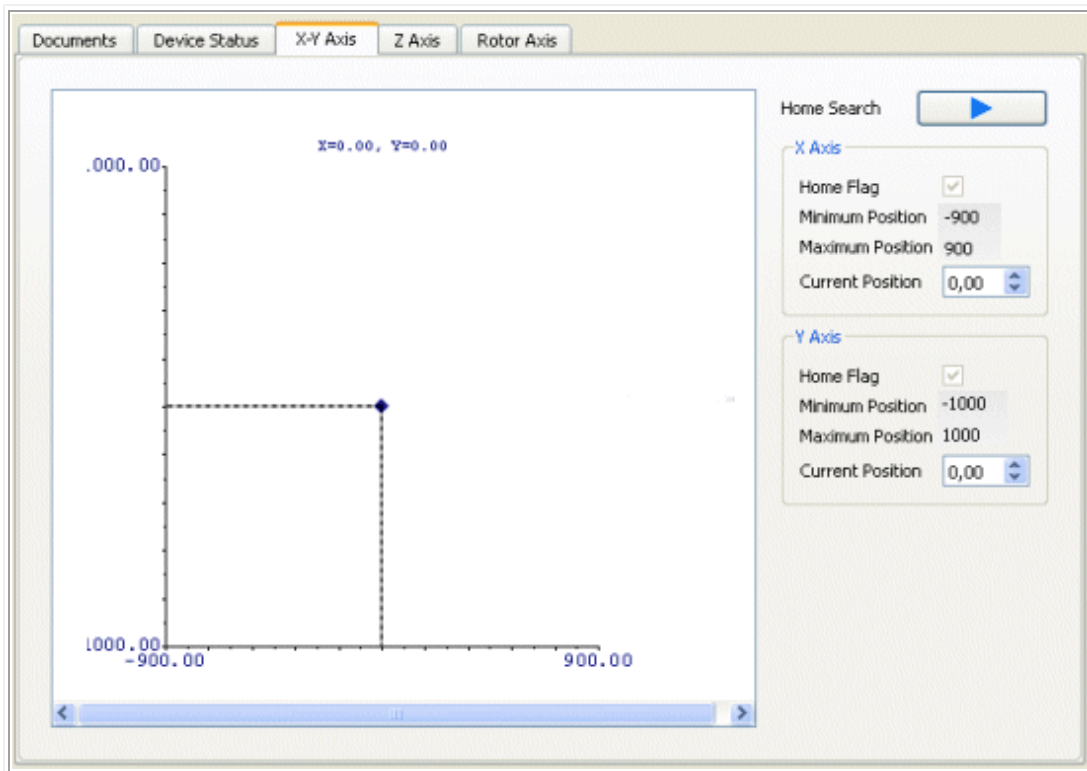 Documents Device Status X-Y Axis Z Axis Rotor Axis
Home Search
X=0.00, Y=0.00
.000.00
X Axis
Home Flag
Minimum Position -900
Maximum Position 900
Current Position 0,00
Y Axis
Home Flag
Minimum Position -1000
Maximum Position 1000
Current Position 0,00
1000.00
-900.00 900.00